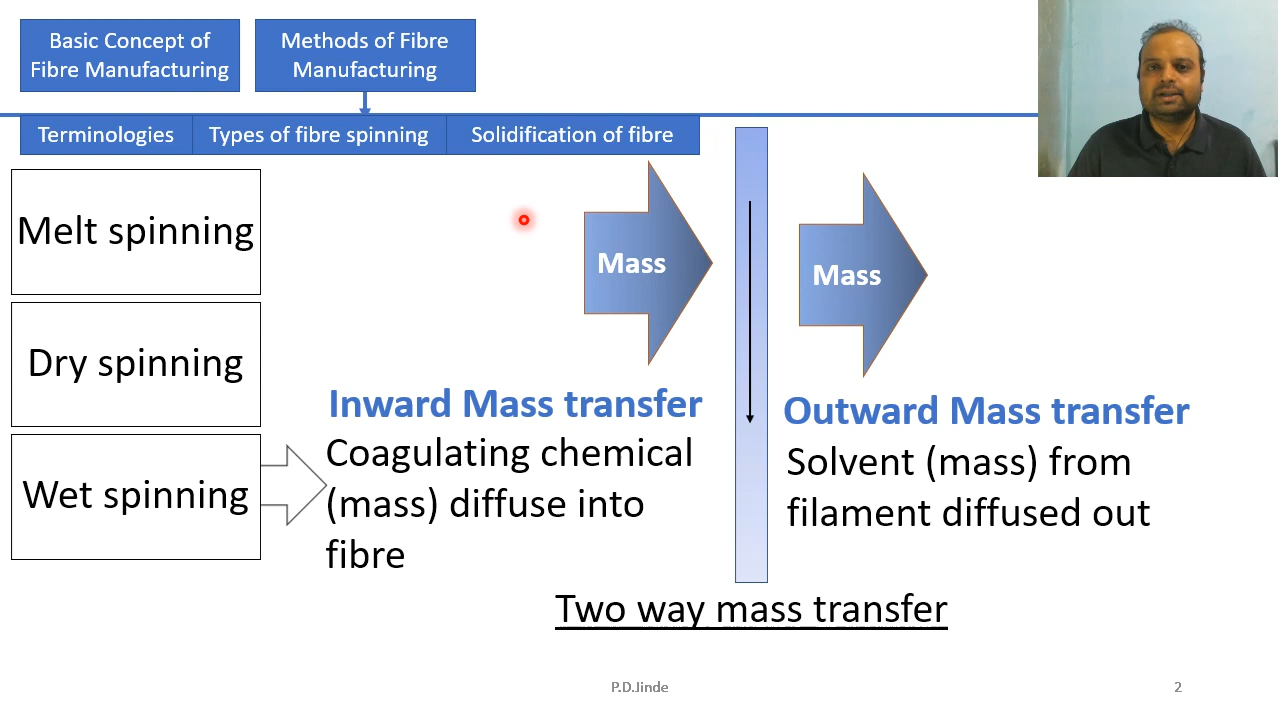 Basic Concept of
Fibre Manufacturing
Methods of Fibre
Manufacturing
Terminologies
Types of fibre spinning
Solidification of fibre
Melt spinning
Dry spinning
Wet spinning
Mass
Mass
Inward Mass transfer
Coagulating chemical
(mass) diffuse into
fibre
Outward Mass transfer
Solvent (mass) from
filament diffused out
Two way mass transfer
P.D.Jinde
2